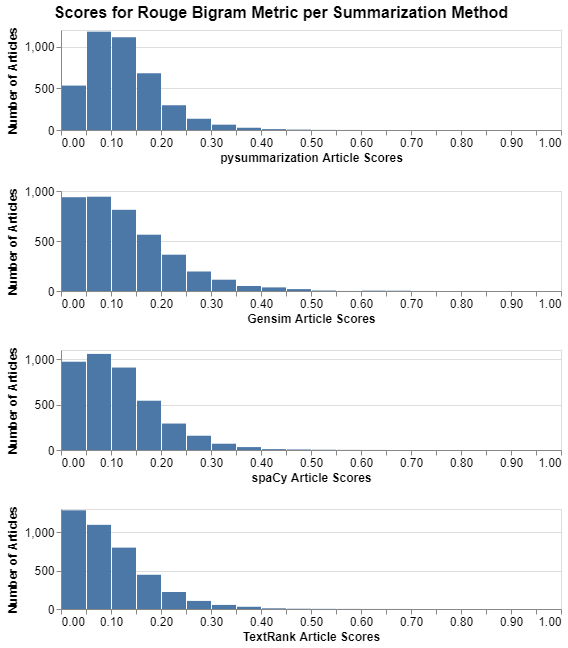 Scores for Rouge Bigram Metric per Summarization Method
Number of Articles
1,000
500
0
0.00 0.10 0.20 0.30 0.40 0.50 0.60 0.70 0.80 0.90 1.00
pysummarization Article Scores
Number of Articles
1,000
500
0
0.00 0.10 0.20 0.30 0.40 0.50 0.60 0.70 0.80 0.90 1.00
Gensim Article Scores
Number of Articles
1,000
500
0
0.00 0.10 0.20 0.30 0.40 0.50 0.60 0.70 0.80 0.90 1.00
spaCy Article Scores
Number of Articles
1,000
500
0
0.00 0.10 0.20 0.30 0.40 0.50 0.60 0.70 0.80 0.90 1.00
TextRank Article Scores